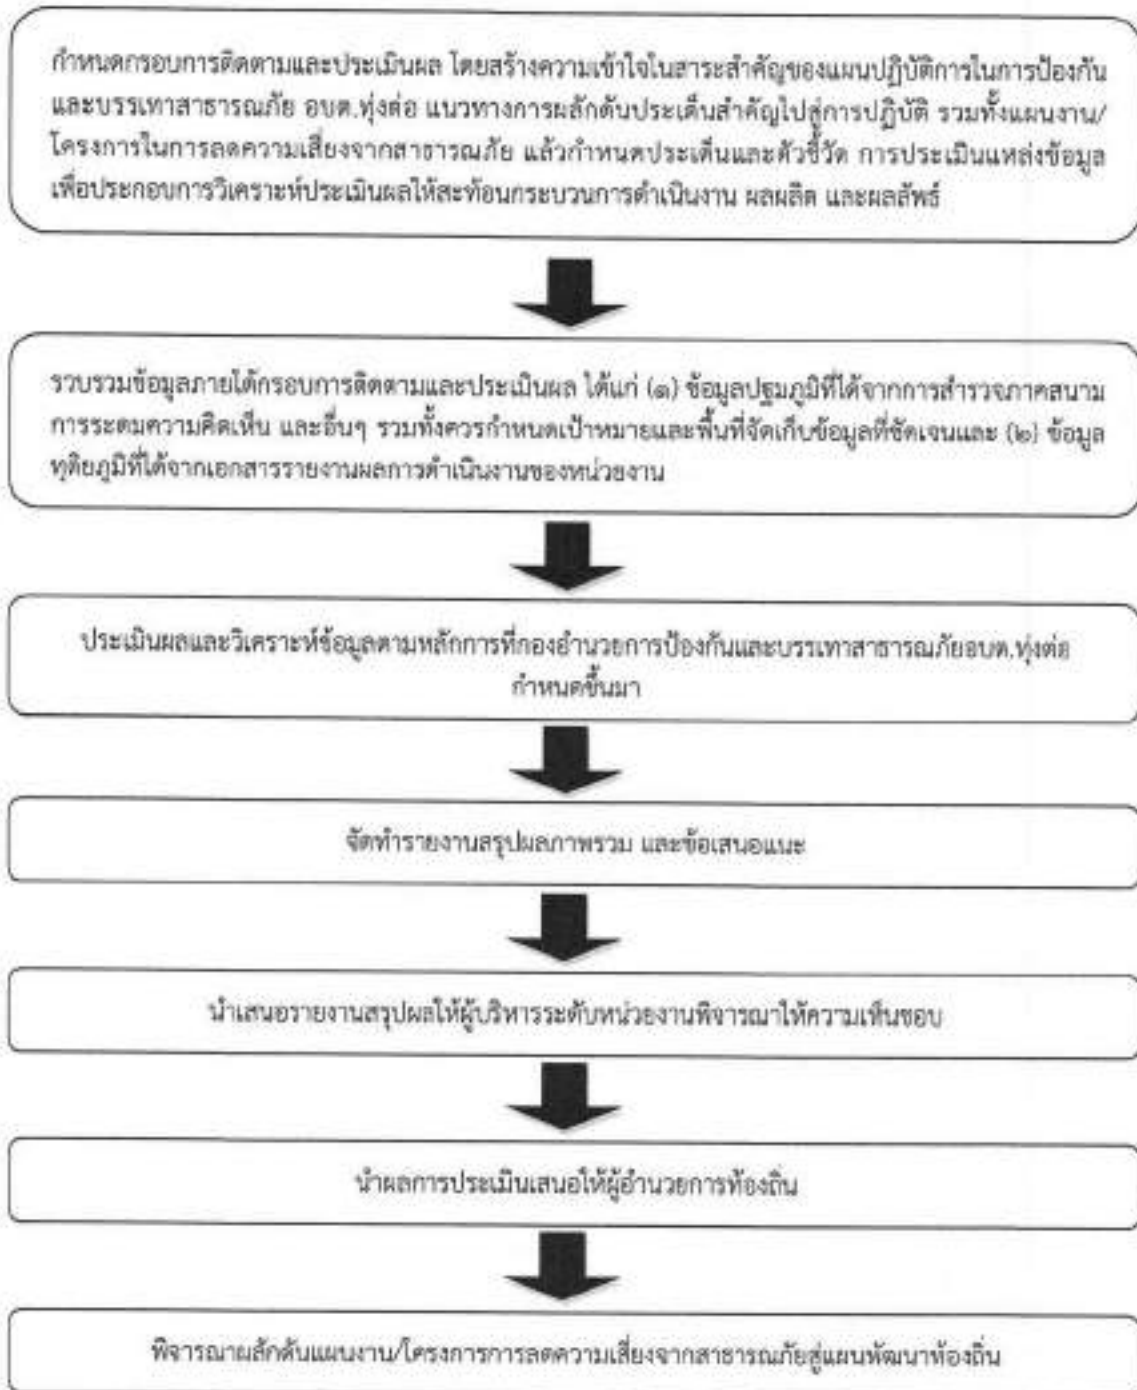 กำหนดกรอบการติดตามและประเมินผล โดยสร้างความเข้าใจในสาระสำคัญของแผนปฏิบัติการในการป้องกัน
และบรรเทาสาธารณภัย อบต.ทุ่งต่อ แนวทางการผลักดันประเด็นสำคัญไปสู่การปฏิบัติ รวมทั้งแผนงาน/
โครงการในการลดความเสี่ยงจากสาธารณภัย แล้วกำหนดประเด็นและตัวชี้วัด การประเมินแหล่งข้อมูล
เพื่อประกอบการวิเคราะห์ประเมินผลให้สะท้อนกระบวนการดำเนินงาน ผลผลิต และผลลัพธ์
รวบรวมข้อมูลภายใต้กรอบการติดตามและประเมินผล ได้แก่ (๑) ข้อมูลปฐมภูมิที่ได้จากการสำรวจภาคสนาม
การระดมความคิดเห็น และอื่นๆ รวมทั้งควรกำหนดเป้าหมายและพื้นที่จัดเก็บข้อมูลที่ชัดเจนและ (๒) ข้อมูล
ทุติยภูมิที่ได้จากเอกสารรายงานผลการดำเนินงานของหน่วยงาน
ประเมินผลและวิเคราะห์ข้อมูลตามหลักการที่กองอำนวยการป้องกันและบรรเทาสาธารณภัยอบต.ทุ่งต่อ
กำหนดขึ้นมา
จัดทำรายงานสรุปผลภาพรวม และข้อเสนอแนะ
นำเสนอรายงานสรุปผลให้ผู้บริหารระดับหน่วยงานพิจารณาให้ความเห็นชอบ
นำผลการประเมินเสนอให้ผู้อำนวยการท้องถิ่น
พิจารณาผลักดันแผนงาน/โครงการการลดความเสี่ยงจากสาธารณภัยสู่แผนพัฒนาท้องถิ่น